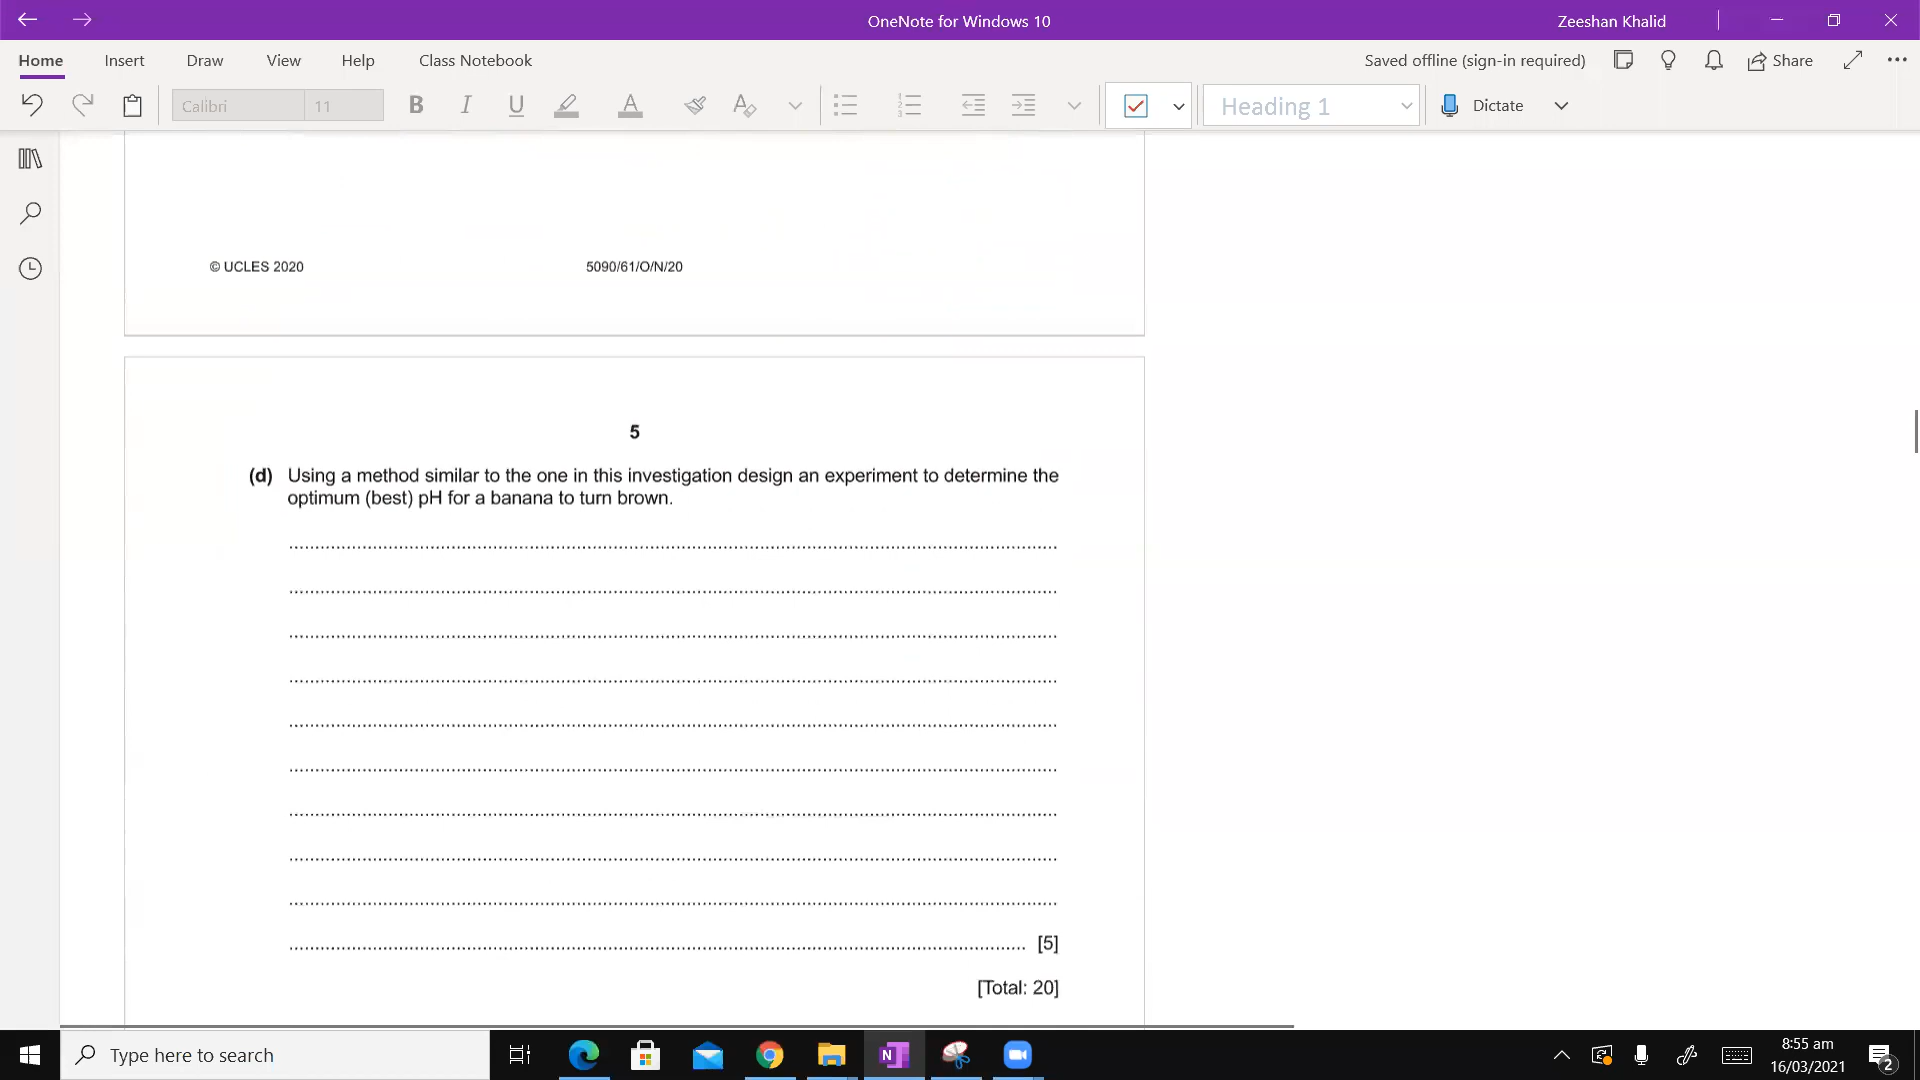 OneNote for Windows 10
Zeeshan Khalid
Home Insert Draw View Help Class Notebook
Saved offline (sign-in required)
Share
Calibri 11
B I U A A
Heading 1
Dictate
© UCLES 2020 5090/61/O/N/20
5
(d) Using a method similar to the one in this investigation design an experiment to determine the
optimum (best) pH for a banana to turn brown.
[5]
[Total: 20]
Type here to search
N
8:55 am
16/03/2021
2